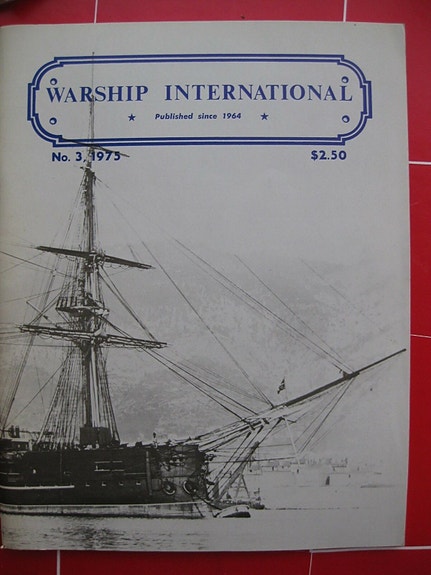 WARSHIP INTERNATIONAL
Published since 1964
No. 3, 1975 $2.50